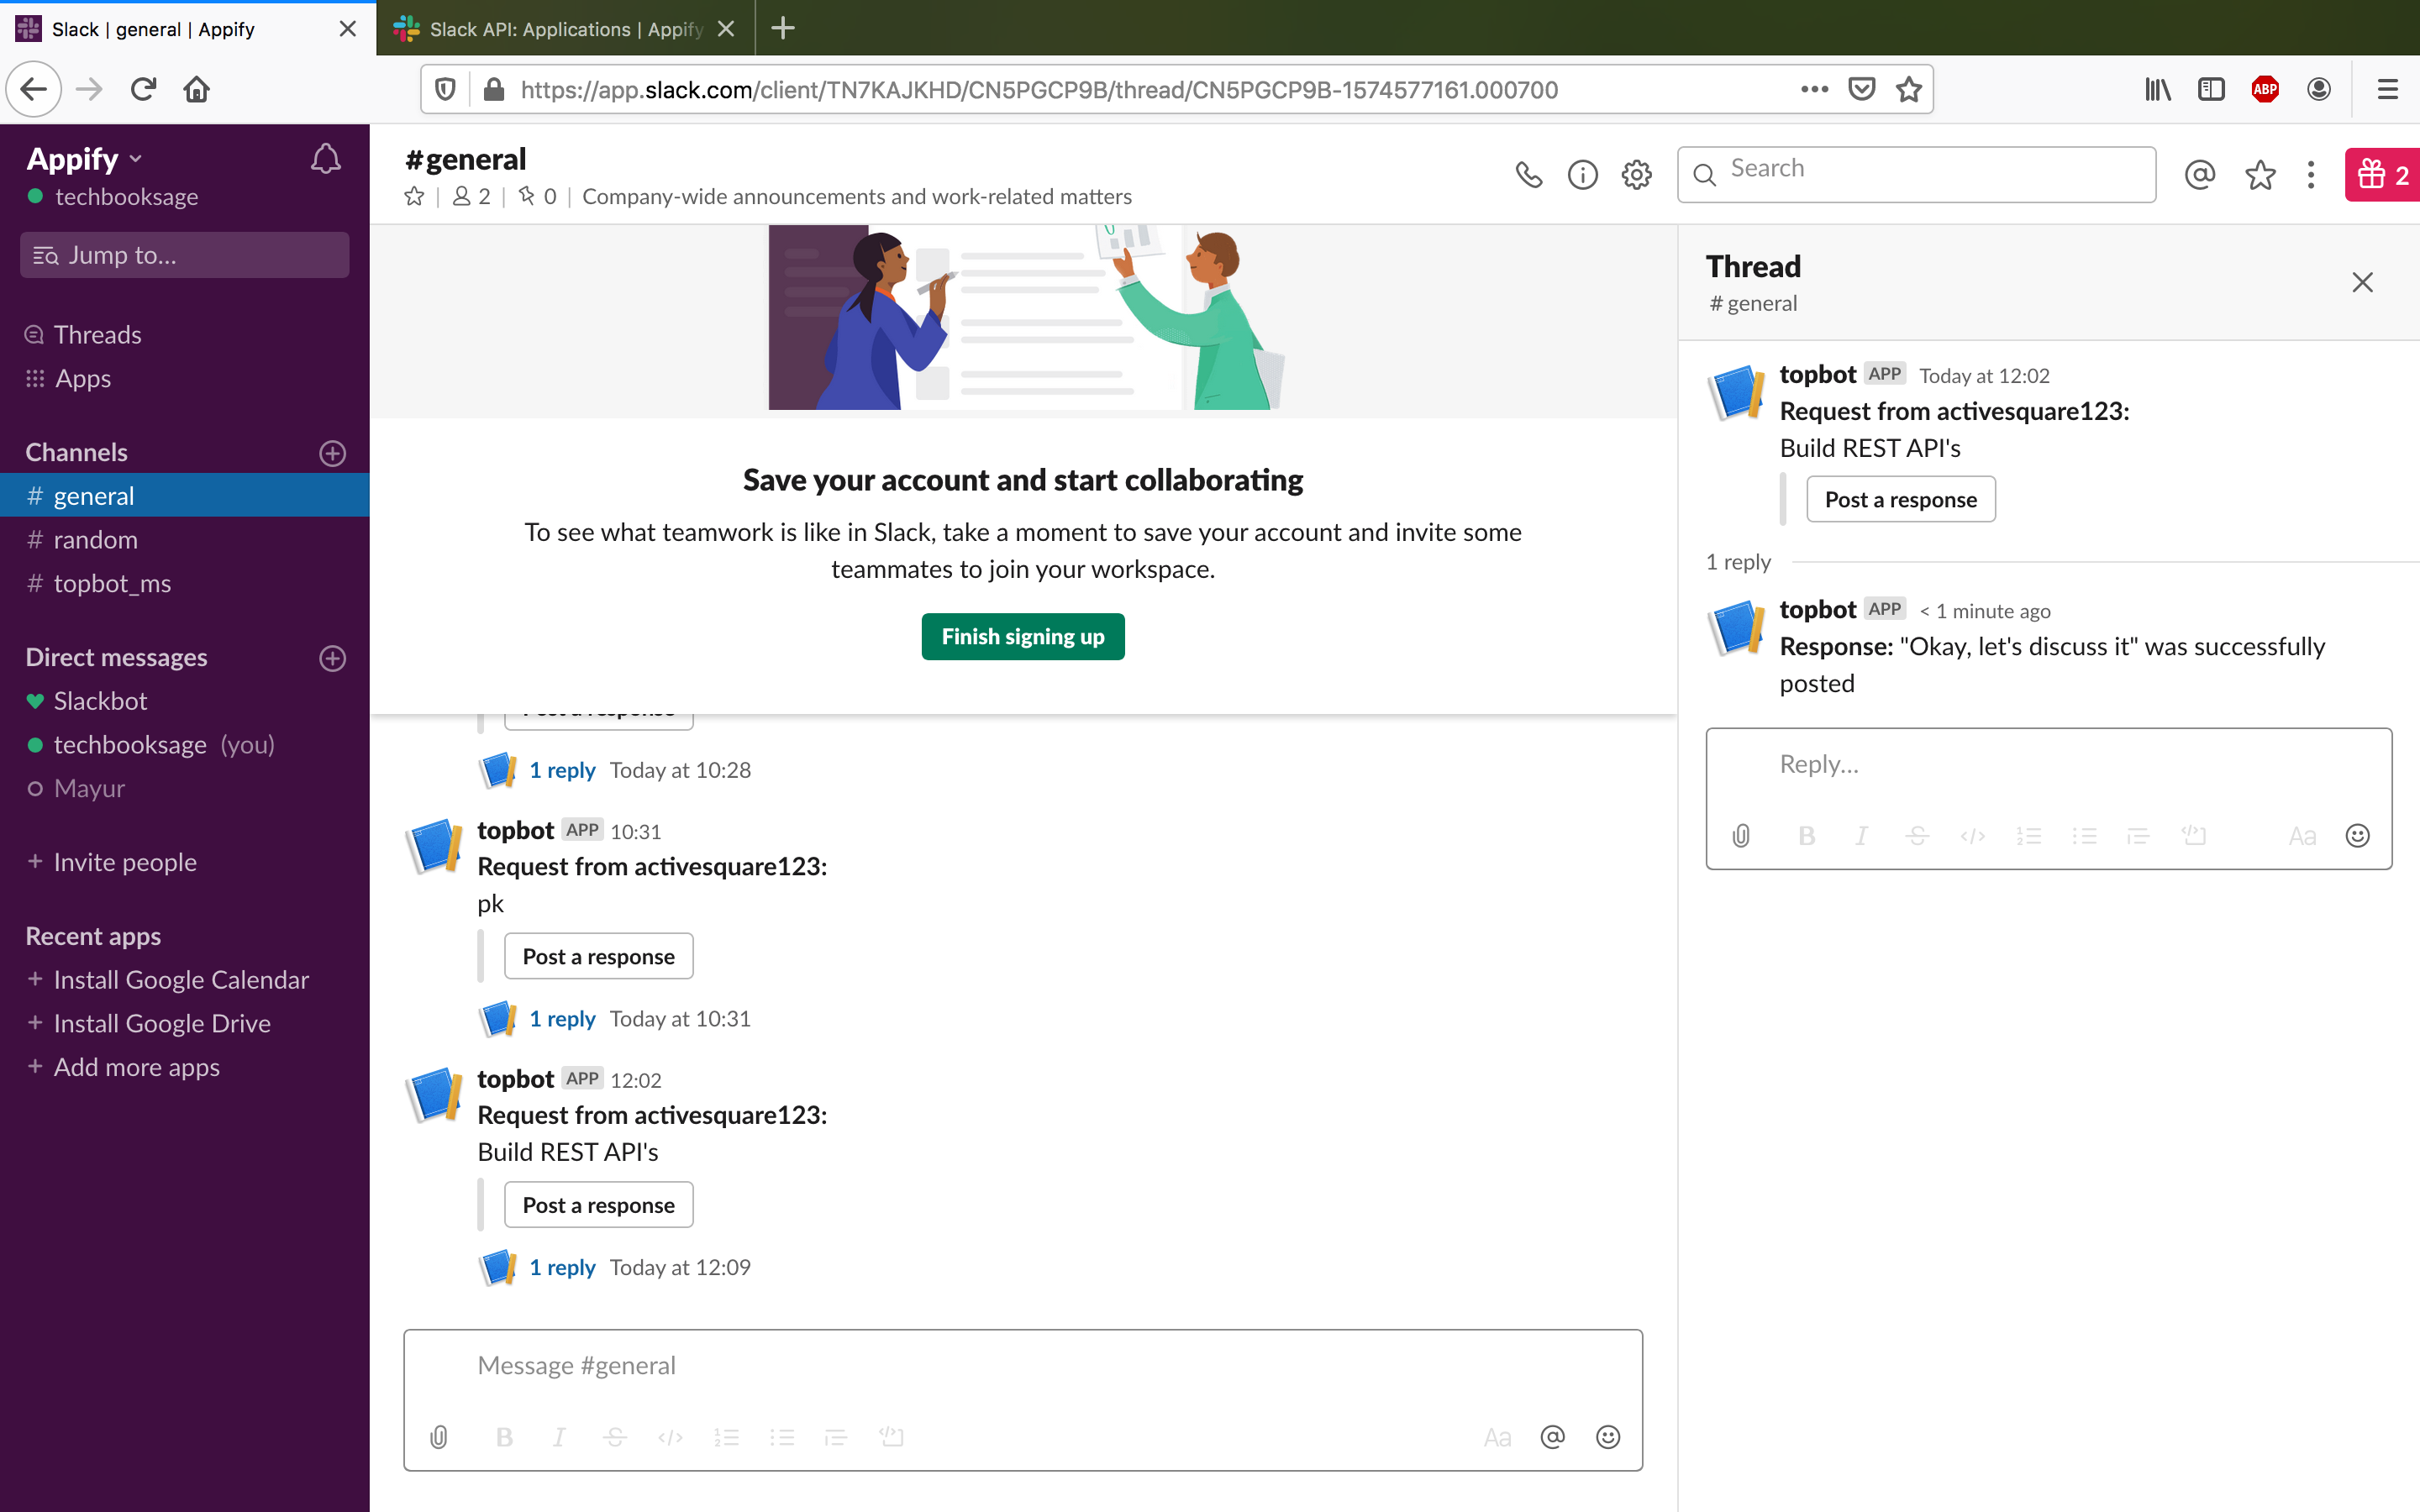 Slack | general | Appify
Slack API: Applications | Appify
https://app.slack.com/client/TN7KAJKHD/CN5PGCP9B/thread/CN5PGCP9B-1574577161.000700
ABP
Appify
techbooksage
Jump to...
Threads
Apps
Channels
# general
# random
# topbot_ms
Direct messages
Slackbot
techbooksage (you)
Mayur
+ Invite people
Recent apps
+ Install Google Calendar
+ Install Google Drive
+ Add more apps
#general
2 | 0 | Company-wide announcements and work-related matters
Search
2
Save your account and start collaborating
To see what teamwork is like in Slack, take a moment to save your account and invite some
teammates to join your workspace.
Finish signing up
Post a response
1 reply Today at 10:28
topbot APP 10:31
Request from activesquare123:
pk
Post a response
1 reply Today at 10:31
topbot APP 12:02
Request from activesquare123:
Build REST API's
Post a response
1 reply Today at 12:09
Message #general
B I S </> Aa @
Thread
# general
topbot APP Today at 12:02
Request from activesquare123:
Build REST API's
Post a response
1 reply
topbot APP < 1 minute ago
Response: "Okay, let's discuss it" was successfully
posted
Reply...
B I S </> Aa